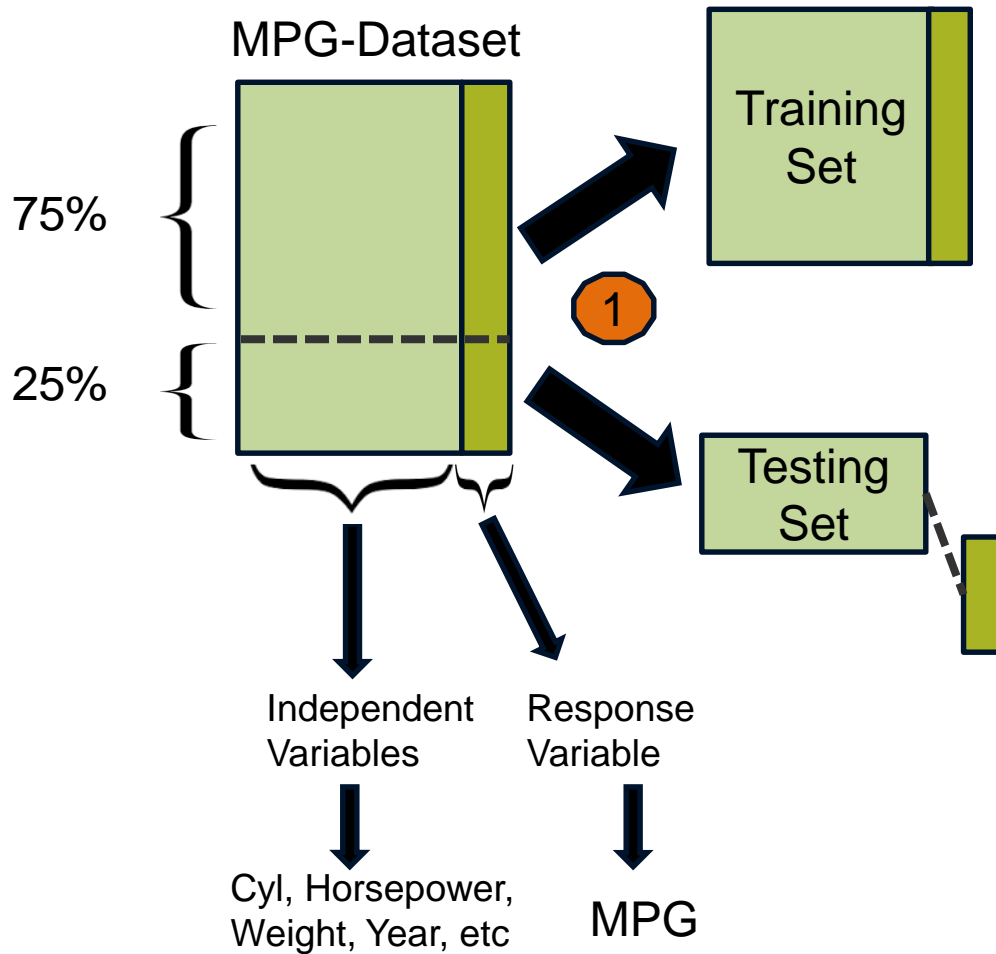 MPG-Dataset
Training
Set
75%
1
25%
Testing
Set
Independent
Variables
Response
Variable
Cyl, Horsepower,
Weight, Year, etc
MPG